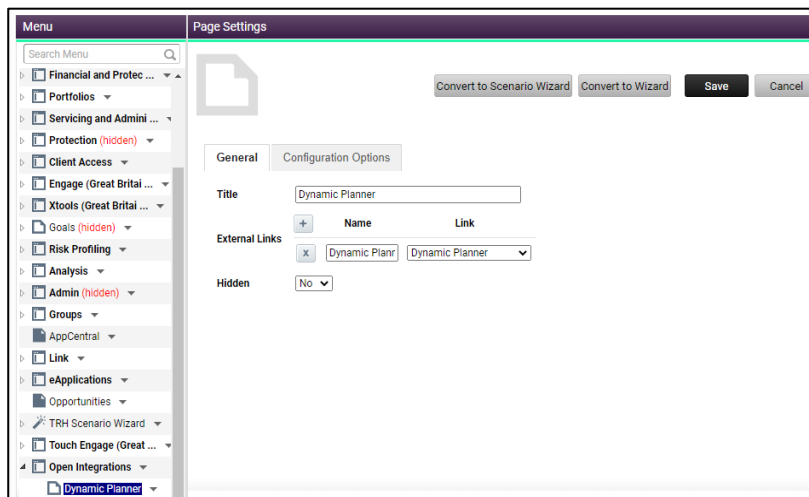 Menu
Page Settings
Search Menu
Financial and Protec ...
Portfolios
Servicing and Admini ...
Protection (hidden)
Client Access
Engage (Great Britai ...
Xtools (Great Britai ...
Goals (hidden)
Risk Profiling
Analysis
Admin (hidden)
Groups
AppCentral
Link
eApplications
Opportunities
TRH Scenario Wizard
Touch Engage (Great ...
Open Integrations
Dynamic Planner
Convert to Scenario Wizard Convert to Wizard Save Cancel
General Configuration Options
Title Dynamic Planner
+ Name Link
External Links
x Dynamic Planr Dynamic Planner
Hidden No